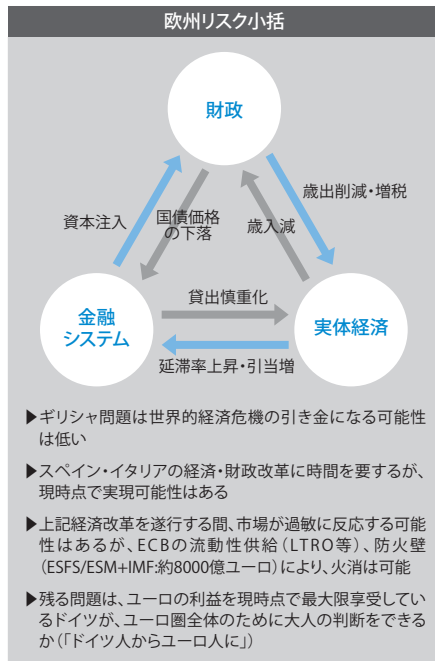 欧州リスク小括
財政
資本注入
国債価格
の下落
歳入減
歳出削減・増税
金融
システム
貸出慎重化
実体経済
延滞率上昇・引当増
▶ギリシャ問題は世界的経済危機の引き金になる可能性
は低い
▶スペイン・イタリアの経済・財政改革に時間を要するが、
現時点で実現可能性はある
▶上記経済改革を遂行する間、市場が過敏に反応する可能
性はあるが、ECBの流動性供給(LTRO等)、防火壁
(ESFS/ESM+IMF:約8000億ユーロ)により、火消は可能
▶残る問題は、ユーロの利益を現時点で最大限享受してい
るドイツが、ユーロ圏全体のために大人の判断をできる
か(「ドイツ人からユーロ人に」)